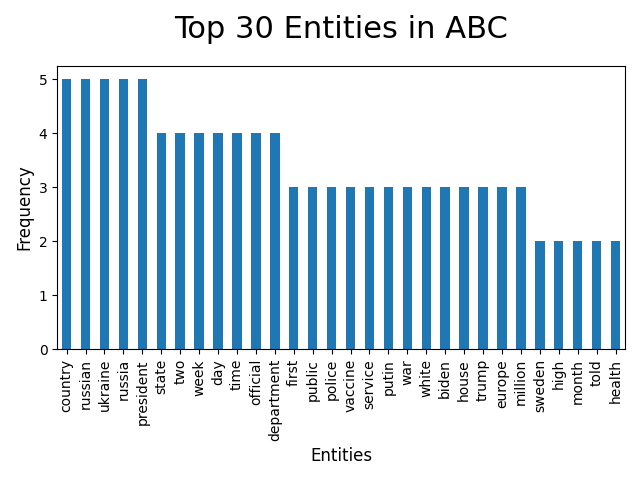 Top 30 Entities in ABC
Frequency
5
4
3
2
1
0
country
russian
ukraine
russia
president
state
two
week
day
time
official
department
first
public
police
vaccine
service
putin
war
white
biden
house
trump
europe
million
sweden
high
month
told
health
Entities